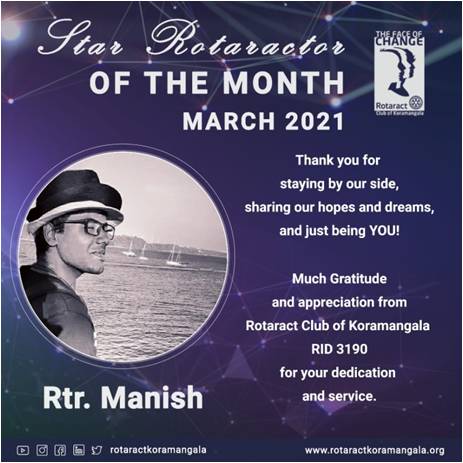 Star Rotaractor
OF THE MONTH
MARCH 2021
THE FACE OF
CHANGE
Rotaract
Club of Koramangala
Thank you for
staying by our side,
sharing our hopes and dreams,
and just being YOU!
Much Gratitude
and appreciation from
Rotaract Club of Koramangala
RID 3190
for your dedication
and service.
Rtr. Manish
rotaractkoramangala
www.rotaractkoramangala.org